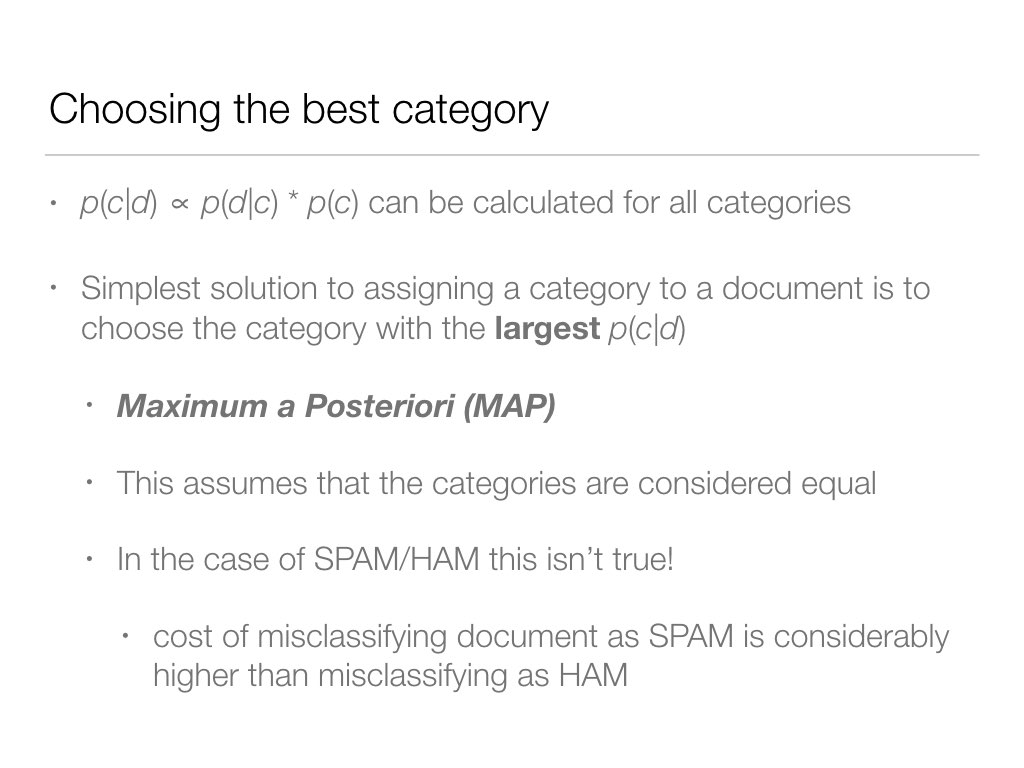 Choosing the best category
• p(c|d) ∝ p(d|c) * p(c) can be calculated for all categories
• Simplest solution to assigning a category to a document is to
choose the category with the largest p(c|d)
• Maximum a Posteriori (MAP)
• This assumes that the categories are considered equal
• In the case of SPAM/HAM this isn’t true!
• cost of misclassifying document as SPAM is considerably
higher than misclassifying as HAM